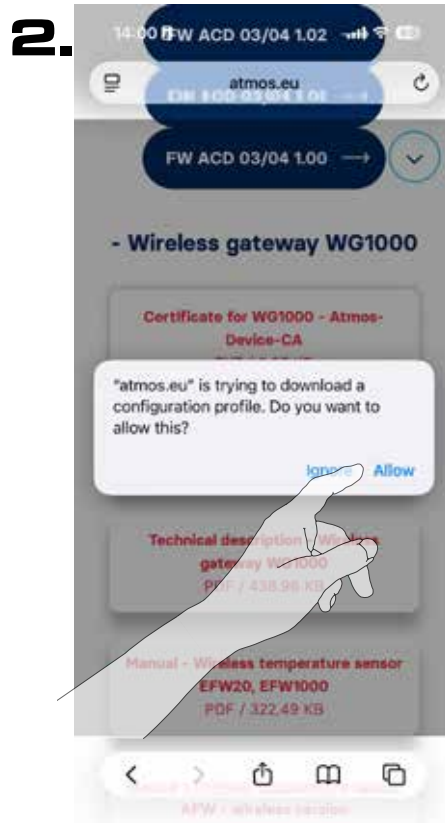 2.
14:00
FW ACD 03/04 1.02
atmos.eu
FW ACD 03/04 1.00
- Wireless gateway WG1000
Certificate for WG1000 - Atmos-
Device-CA
"atmos.eu" is trying to download a
configuration profile. Do you want to
allow this?
Ignore Allow
Technical description - Wireless
gateway WG1000
PDF / 438.96 KB
Manual - Wireless temperature sensor
EFW20, EFW1000
PDF / 322.49 KB
AFW - wireless version